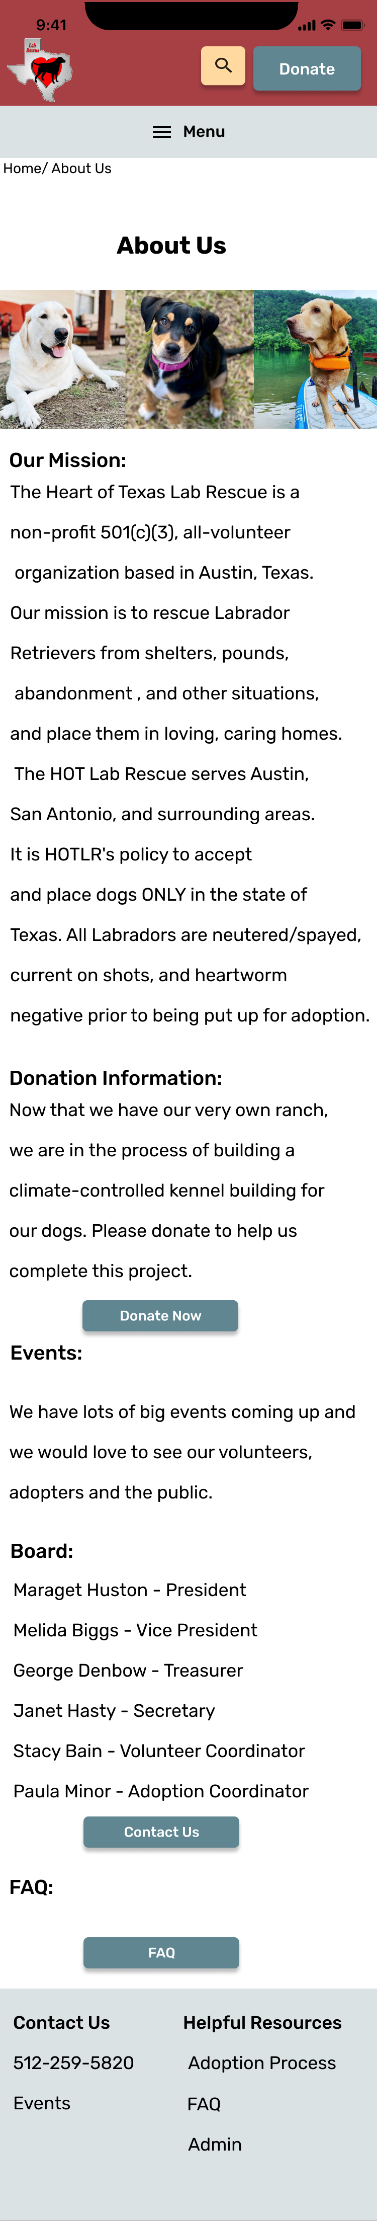 9:41
Lab
Rescue
Donate
Menu
Home/ About Us
About Us
Our Mission:
The Heart of Texas Lab Rescue is a
non-profit 501(c)(3), all-volunteer
organization based in Austin, Texas.
Our mission is to rescue Labrador
Retrievers from shelters, pounds,
abandonment , and other situations,
and place them in loving, caring homes.
The HOT Lab Rescue serves Austin,
San Antonio, and surrounding areas.
It is HOTLR's policy to accept
and place dogs ONLY in the state of
Texas. All Labradors are neutered/spayed,
current on shots, and heartworm
negative prior to being put up for adoption.
Donation Information:
Now that we have our very own ranch,
we are in the process of building a
climate-controlled kennel building for
our dogs. Please donate to help us
complete this project.
Donate Now
Events:
We have lots of big events coming up and
we would love to see our volunteers,
adopters and the public.
Board:
Maraget Huston - President
Melida Biggs - Vice President
George Denbow - Treasurer
Janet Hasty - Secretary
Stacy Bain - Volunteer Coordinator
Paula Minor - Adoption Coordinator
Contact Us
FAQ:
FAQ
Contact Us
512-259-5820
Events
Helpful Resources
Adoption Process
FAQ
Admin